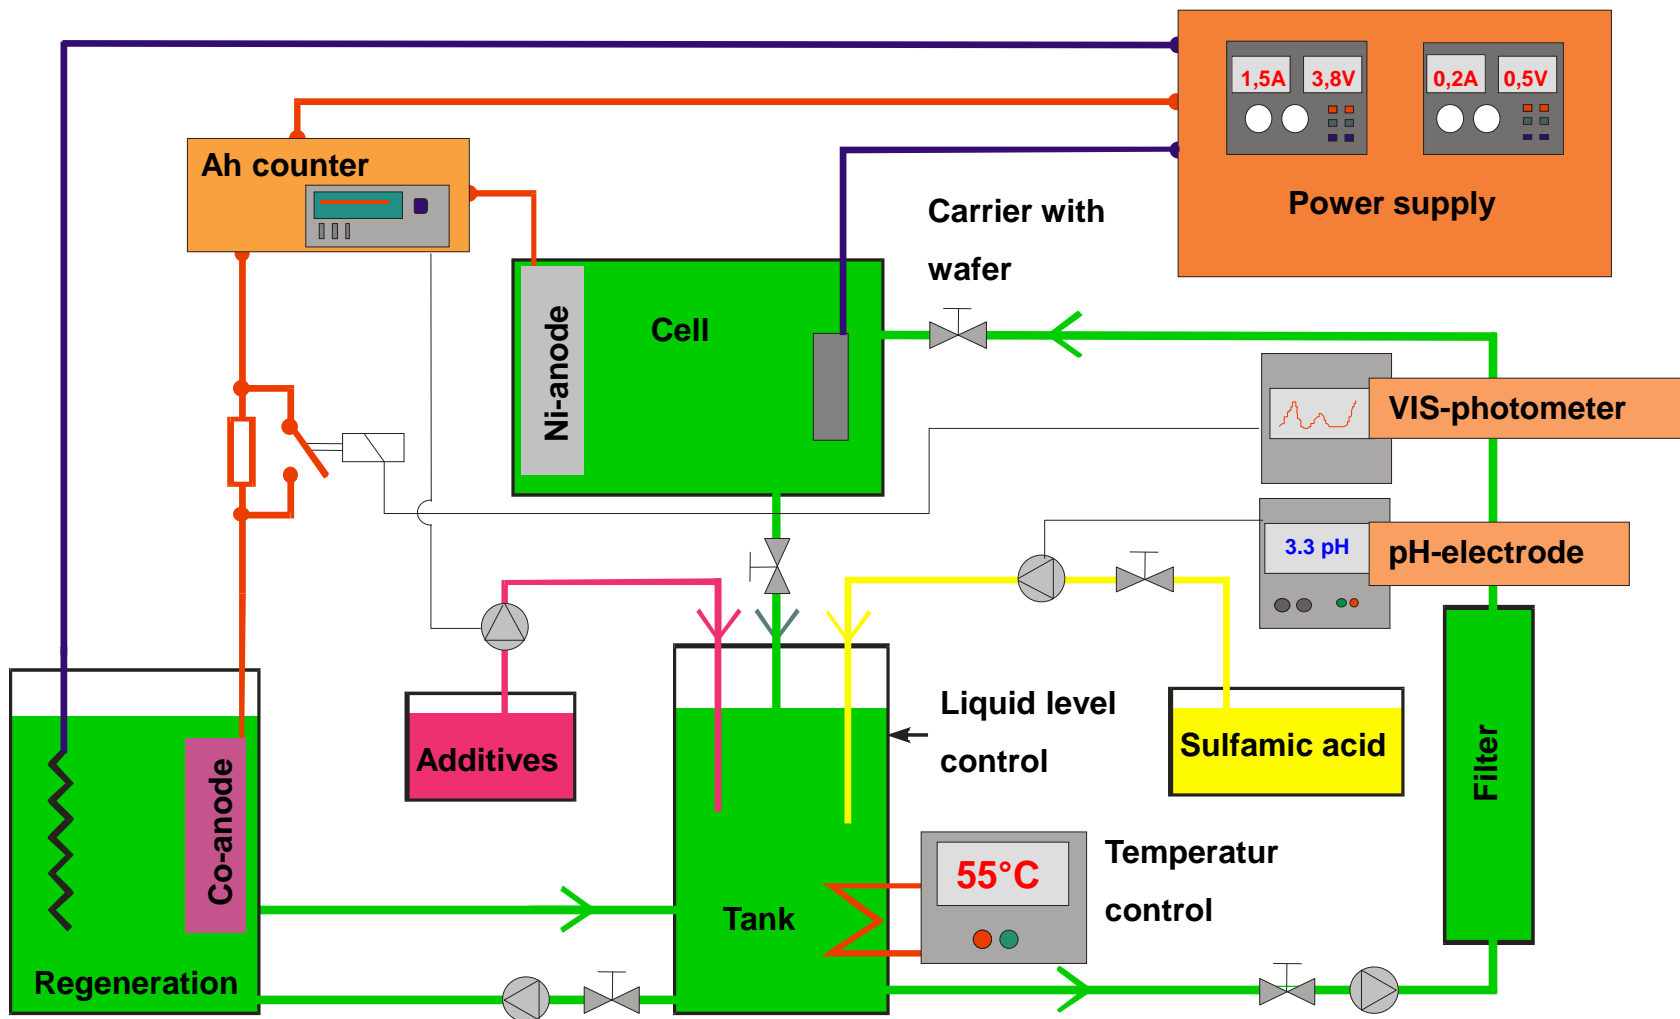 1,5A
3,8V
0,2A
0,5V
Power supply
Ah counter
Carrier with
wafer
Cell
Ni-anode
VIS-photometer
3.3 pH
pH-electrode
Additives
Liquid level
control
Sulfamic acid
Filter
Co-anode
55°C
Temperatur
control
Tank
Regeneration